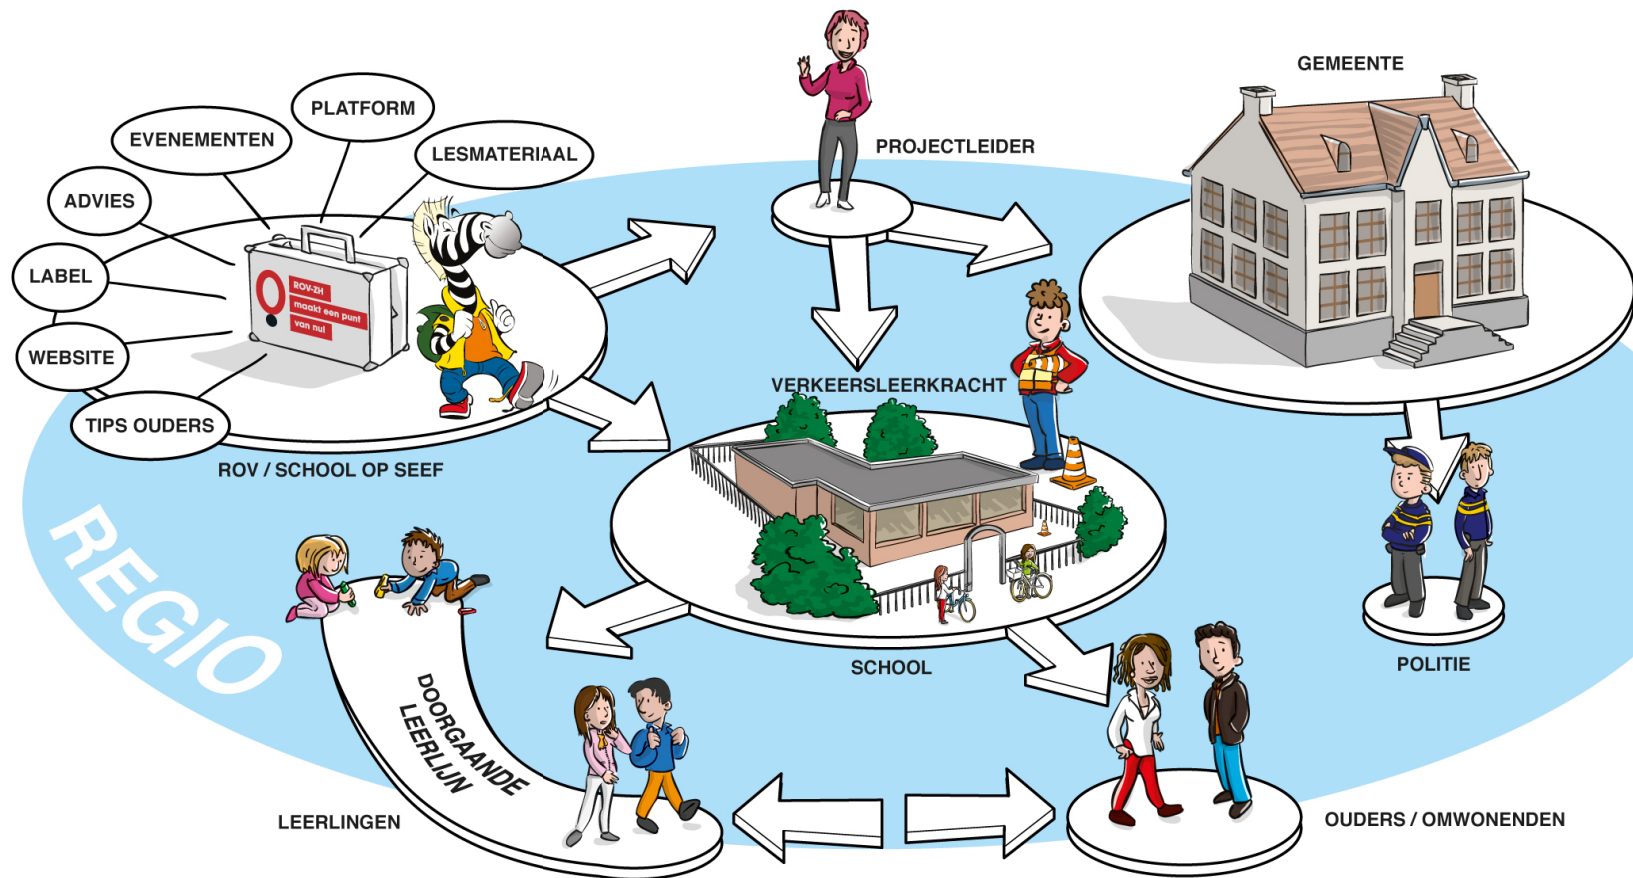 GEMEENTE
PLATFORM
EVENEMENTEN
PROJECTLEIDER
LESMATERIAAL
ADVIES
LABEL
ROV-ZH
maakt een punt
van nul
WEBSITE
VERKEERSLEERKRACHT
TIPS OUDERS
ROV / SCHOOL OP SEEF
REGIO
SCHOOL
POLITIE
DOORGAANDE
LEERLIJN
LEERLINGEN
OUDERS / OMWONENDEN